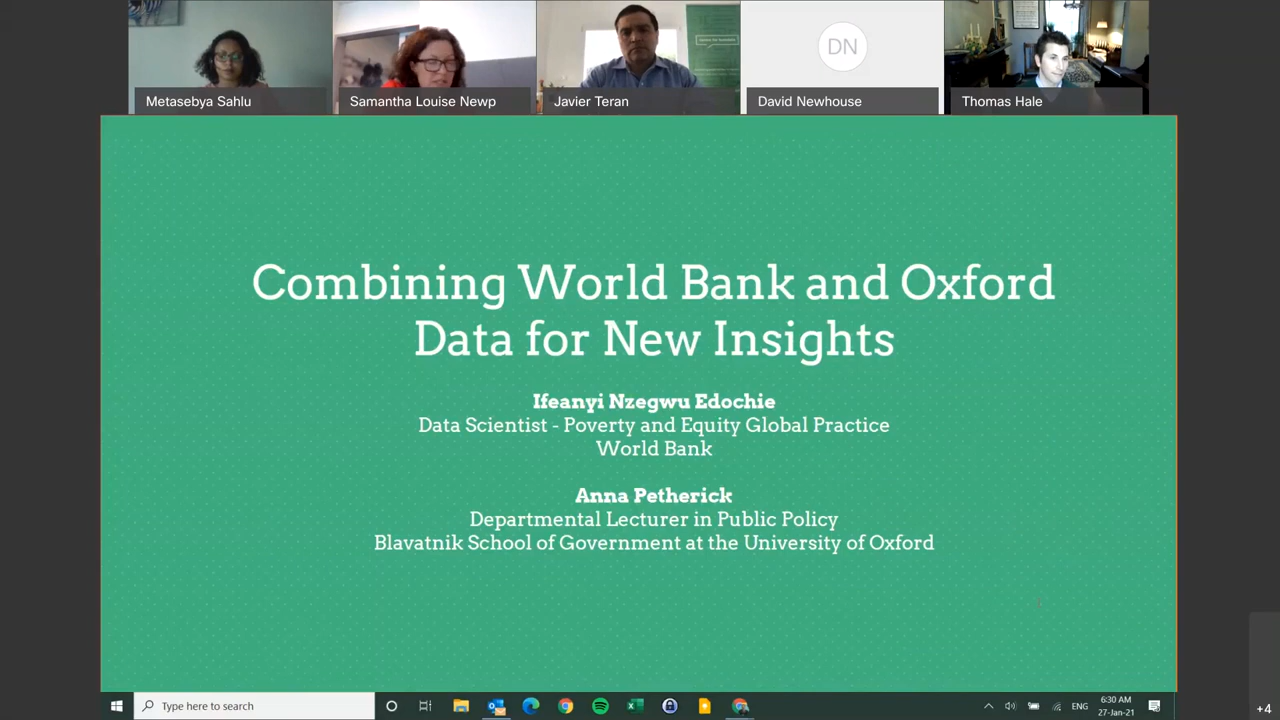 Metasebya Sahlu
Samantha Louise Newp
Javier Teran
DN
David Newhouse
Thomas Hale
Combining World Bank and Oxford
Data for New Insights
Ifeanyi Nzegwu Edochie
Data Scientist - Poverty and Equity Global Practice
World Bank
Anna Petherick
Departmental Lecturer in Public Policy
Blavatnik School of Government at the University of Oxford
Type here to search
ENG
6:30 AM
27-Jan-21
+4